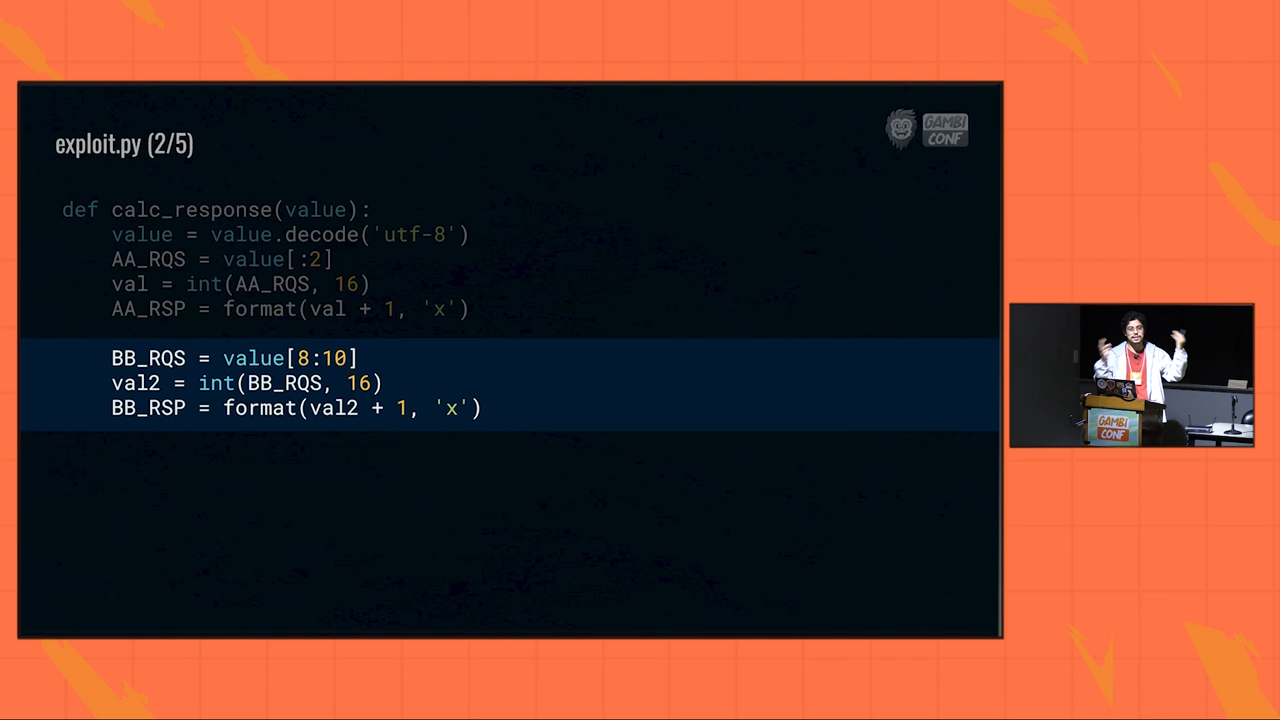 exploit.py (2/5)
GAMBI
CONF
def calc_response(value):
    value = value.decode('utf-8')
    AA_RQS = value[:2]
    val = int(AA_RQS, 16)
    AA_RSP = format(val + 1, 'x')
    BB_RQS = value[8:10]
    val2 = int(BB_RQS, 16)
    BB_RSP = format(val2 + 1, 'x')
GAMBI
CONF